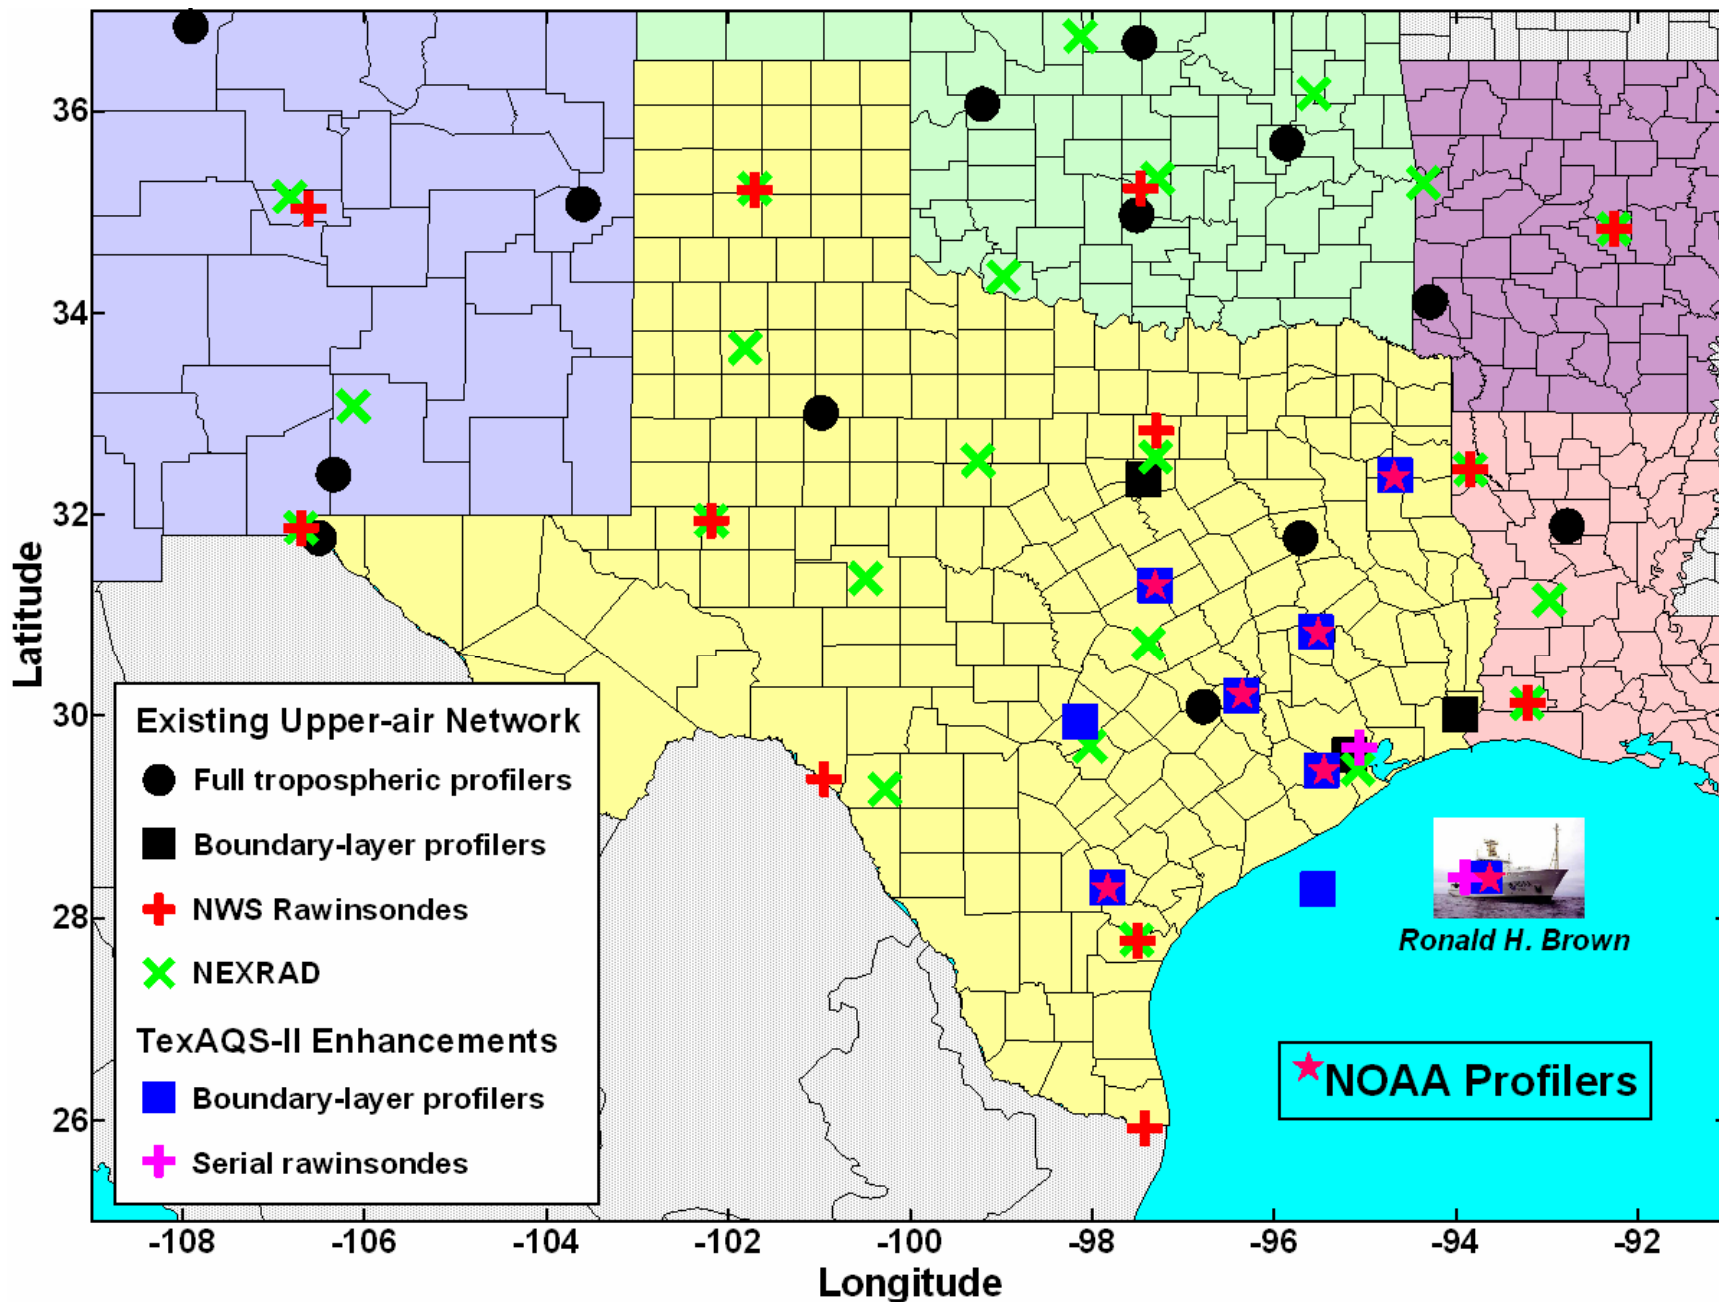 36
34
32
30
28
26
Latitude
Existing Upper-air Network
Full tropospheric profilers
Boundary-layer profilers
NWS Rawinsondes
NEXRAD
TexAQS-II Enhancements
Boundary-layer profilers
Serial rawinsondes
Ronald H. Brown
NOAA Profilers
-108 -106 -104 -102 -100 -98 -96 -94 -92
Longitude